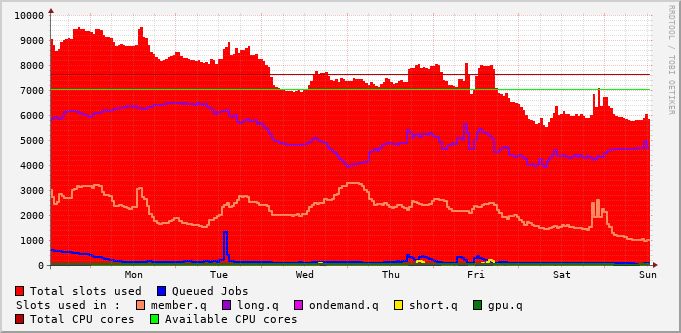 10000
9000
8000
7000
6000
5000
4000
3000
2000
1000
0
Mon Tue Wed Thu Fri Sat Sun
RRDTOOL / TOBI OETIKER
Total slots used Queued Jobs
Slots used in : member.q long.q ondemand.q short.q gpu.q
Total CPU cores Available CPU cores